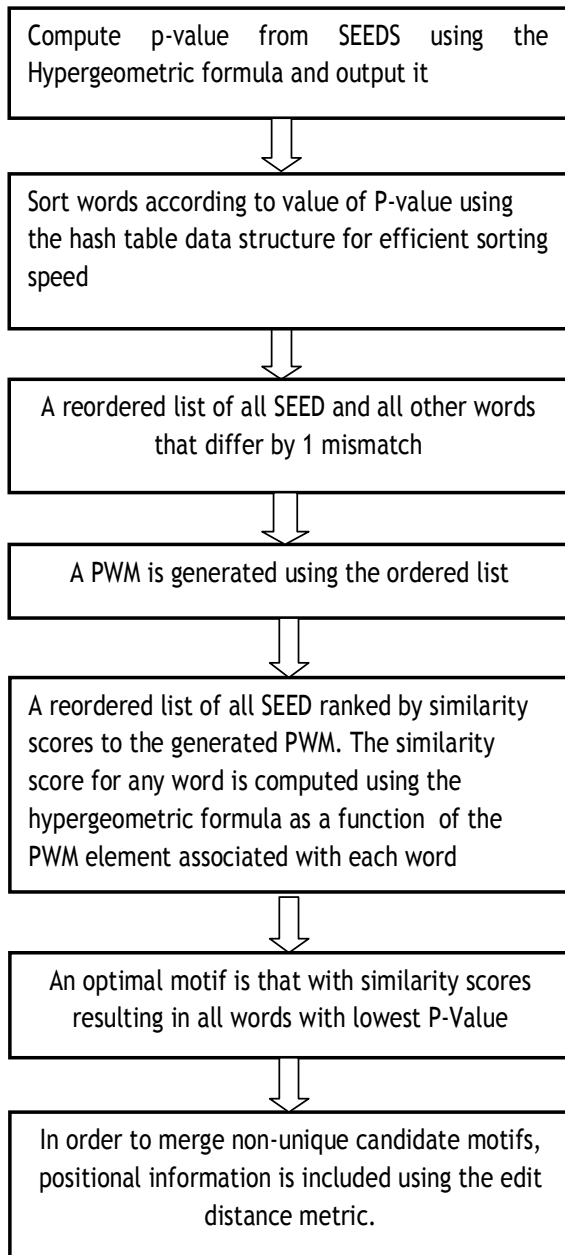 Compute p-value from SEEDS using the
Hypergeometric formula and output it
Sort words according to value of P-value using
the hash table data structure for efficient sorting
speed
A reordered list of all SEED and all other words
that differ by 1 mismatch
A PWM is generated using the ordered list
A reordered list of all SEED ranked by similarity
scores to the generated PWM. The similarity
score for any word is computed using the
hypergeometric formula as a function of the
PWM element associated with each word
An optimal motif is that with similarity scores
resulting in all words with lowest P-Value
In order to merge non-unique candidate motifs,
positional information is included using the edit
distance metric.